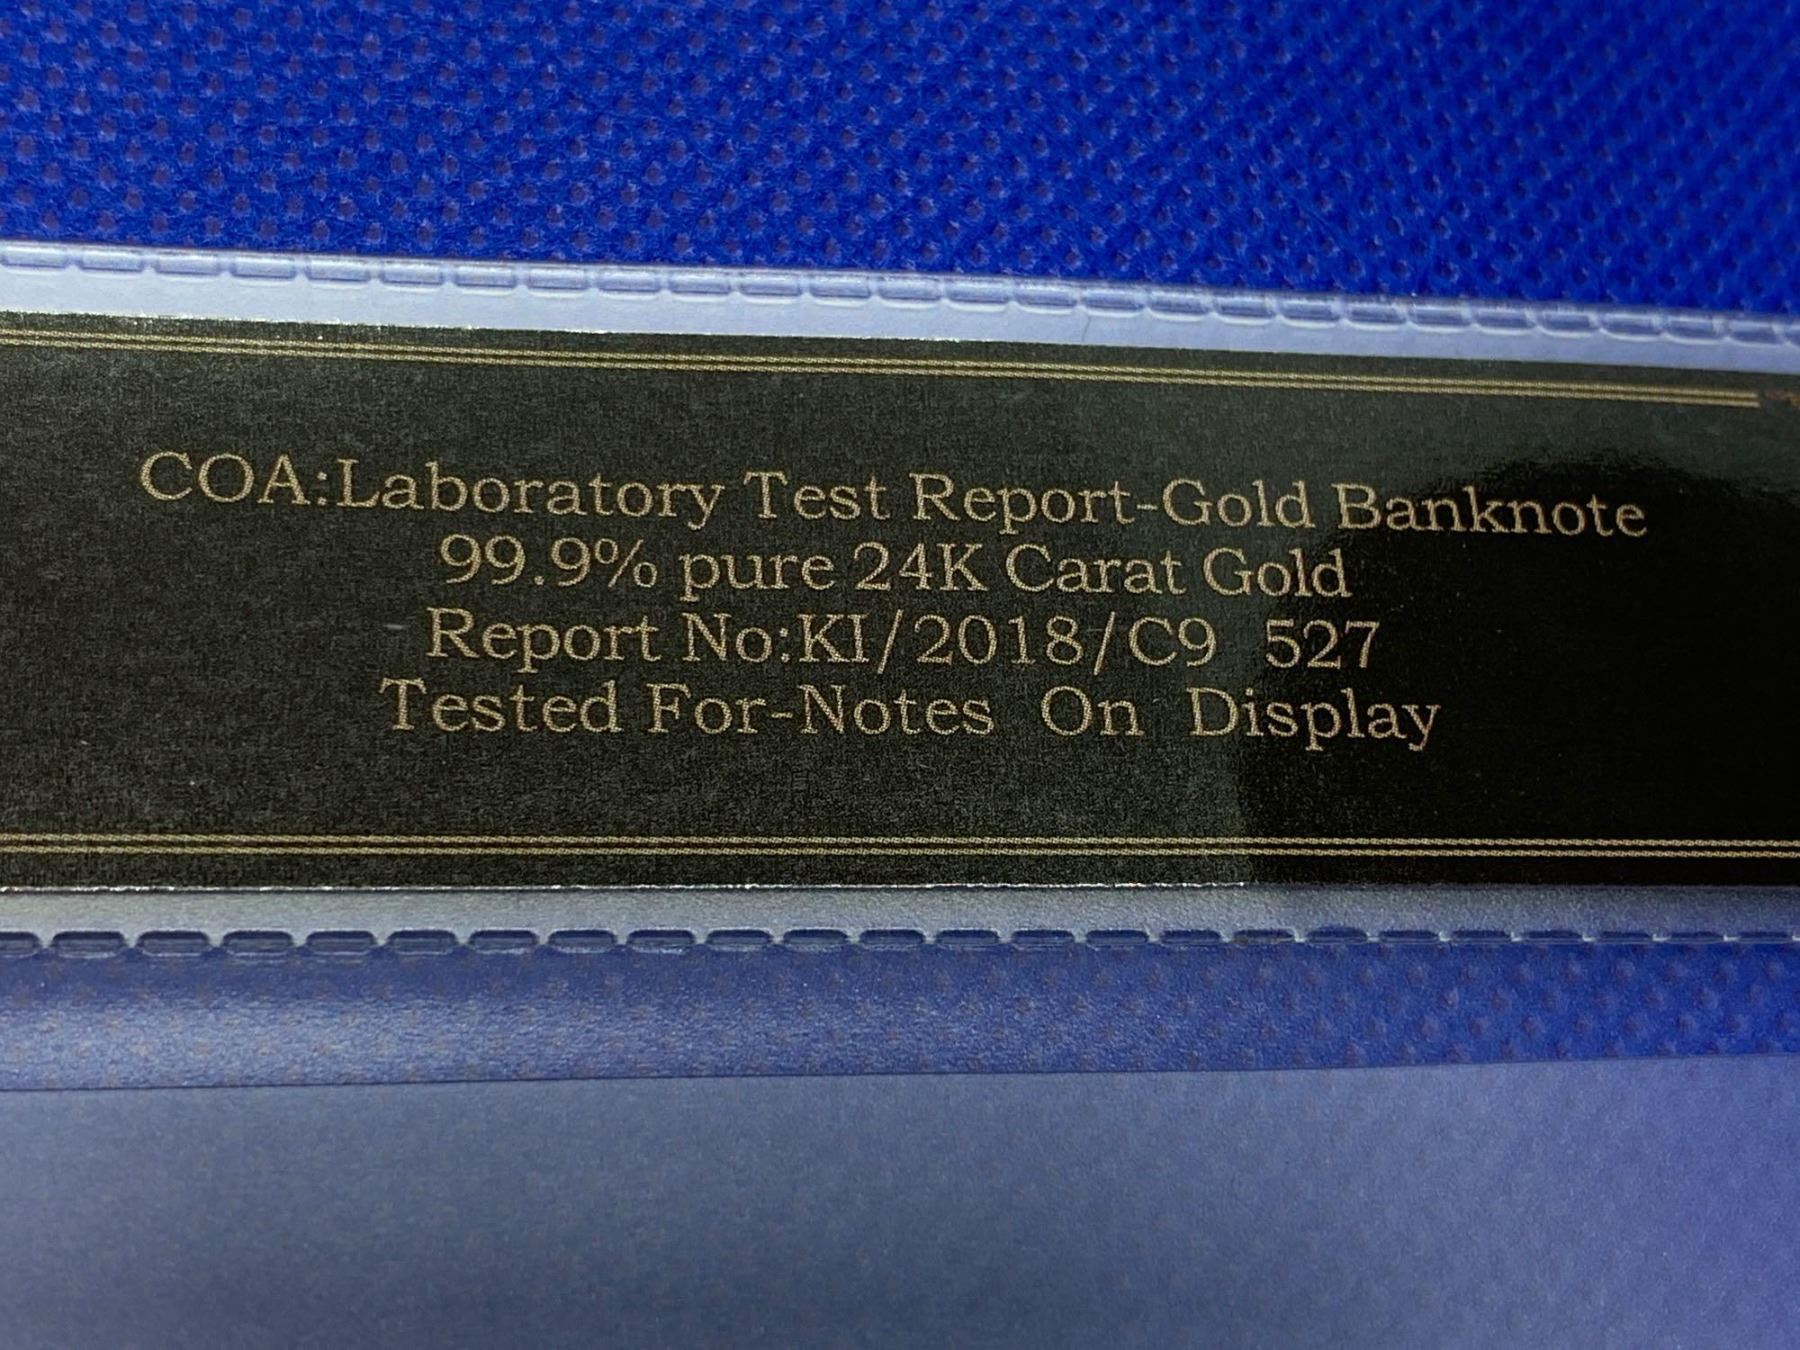 COA:Laboratory Test Report-Gold Banknote
99.9% pure 24K Carat Gold
Report No:KI/2018/C9 527
Tested For-Notes On Display